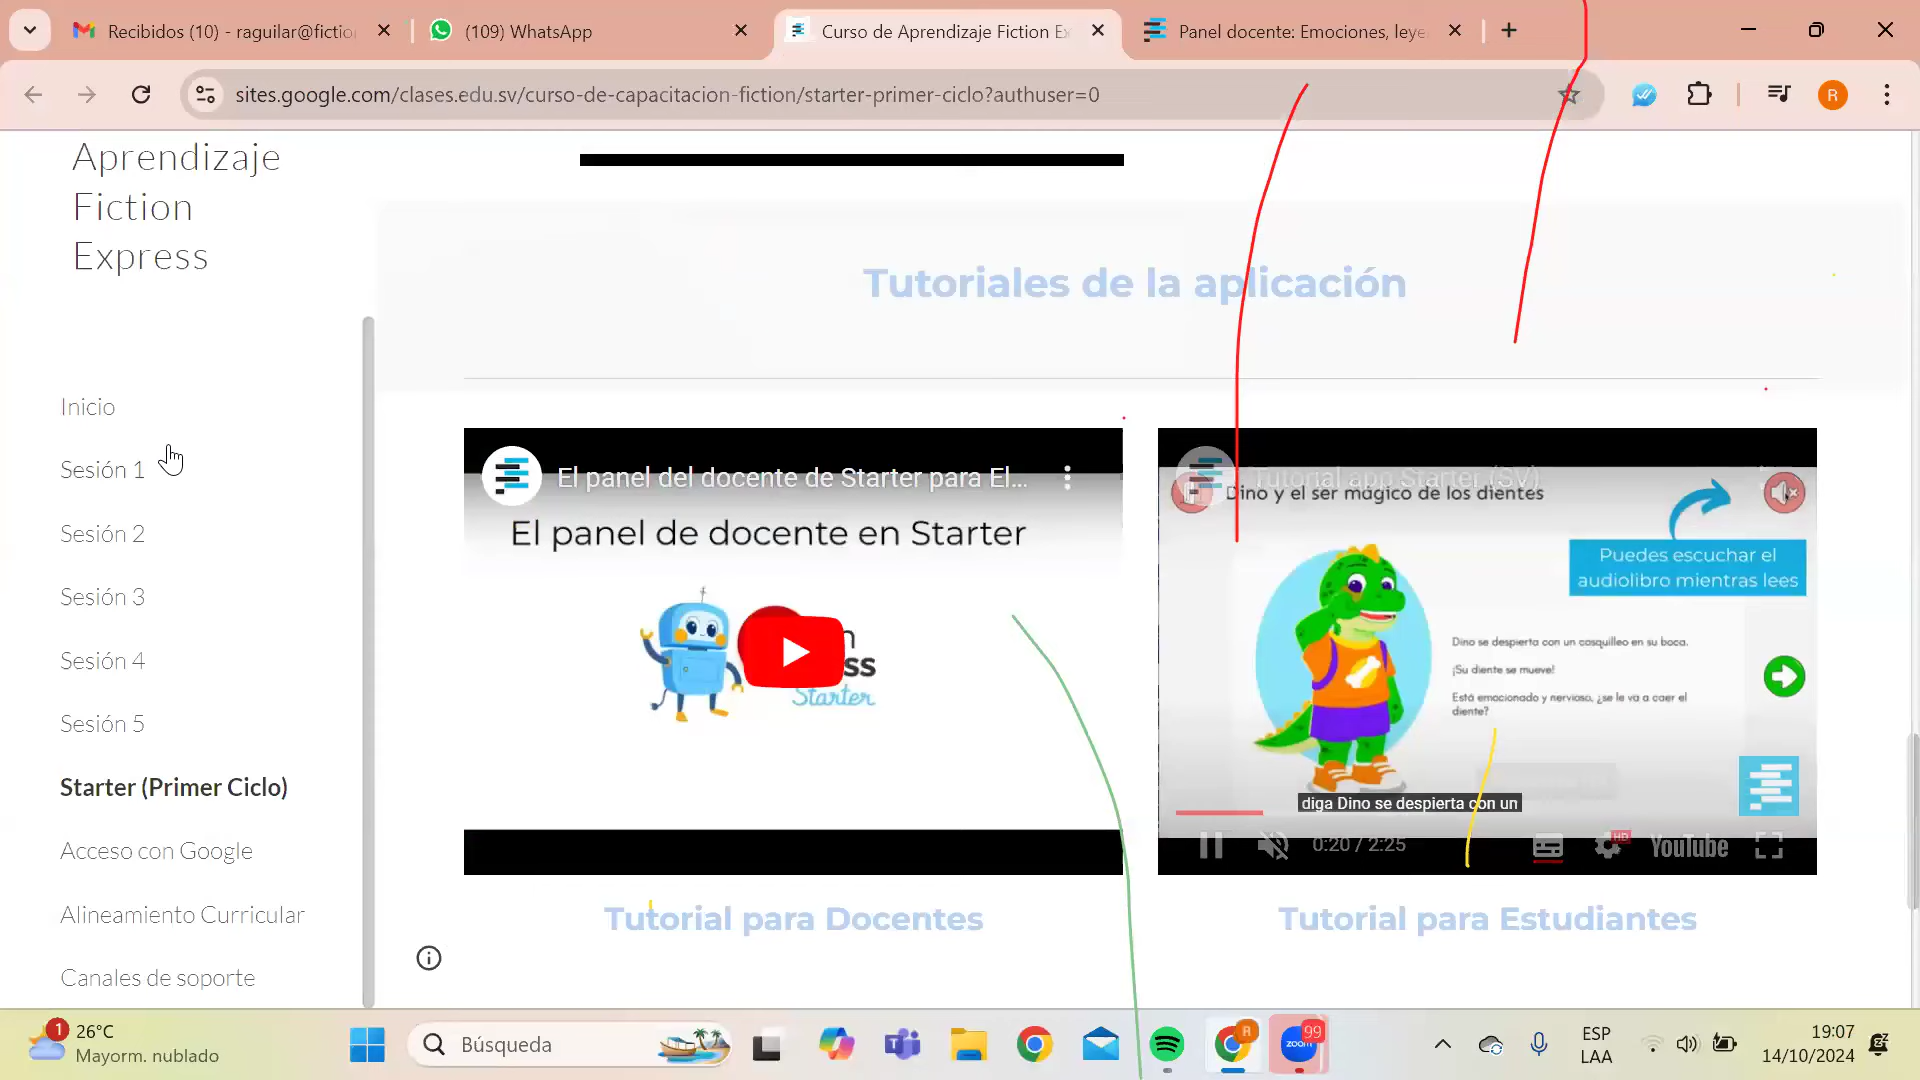 Recibidos (10) - raguilar@fictio
(109) WhatsApp
Curso de Aprendizaje Fiction Ex
Panel docente: Emociones, leye
sites.google.com/clases.edu.sv/curso-de-capacitacion-fiction/starter-primer-ciclo?authuser=0
R
Aprendizaje
Fiction
Express
Inicio
Sesión 1
Sesión 2
Sesión 3
Sesión 4
Sesión 5
Starter (Primer Ciclo)
Acceso con Google
Alineamiento Curricular
Canales de soporte
Tutoriales de la aplicación
El panel del docente de Starter para El...
El panel de docente en Starter
Starter
Tutorial para Docentes
Tutorial app Starter (SV)
Dino y el ser mágico de los dientes
Puedes escuchar el
audiolibro mientras lees
Dino se despierta con un cosquilleo en su boca.
¡Su diente se mueve!
Está emocionado y nervioso, ¿se le va a caer el
diente?
diga Dino se despierta con un
0:20 / 2:25
HD
YouTube
Tutorial para Estudiantes
1
26°C
Mayorm. nublado
Búsqueda
R
99
zoom
ESP
LAA
19:07
14/10/2024